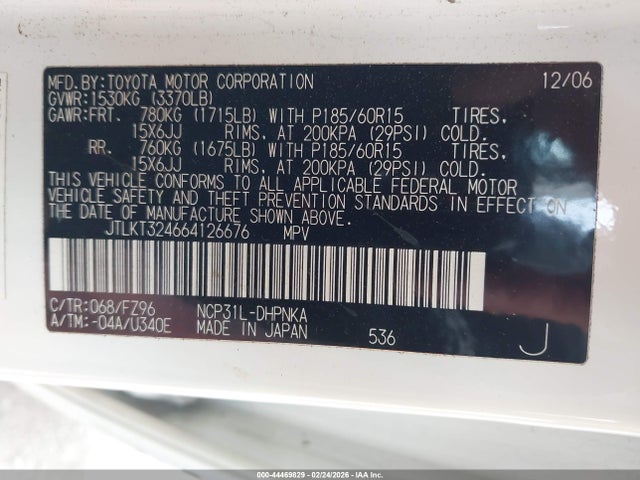 MFD.BY:TOYOTA MOTOR CORPORATION 12/06
GVWR:1530KG (3370LB)
GAWR:FRT. 780KG (1715LB) WITH P185/60R15 TIRES,
15X6JJ RIMS, AT 200KPA (29PSI) COLD.
RR. 760KG (1675LB) WITH P185/60R15 TIRES,
15X6JJ RIMS, AT 200KPA (29PSI) COLD.
THIS VEHICLE CONFORMS TO ALL APPLICABLE FEDERAL MOTOR
VEHICLE SAFETY AND THEFT PREVENTION STANDARDS IN EFFECT ON
THE DATE OF MANUFACTURE SHOWN ABOVE.
JTLKT324664126676 MPV
C/TR:068/FZ96 NCP31L-DHPNKA
A/TM:-04A/U340E MADE IN JAPAN 536 J
000-44469829 - 02/24/2026 - IAAC. Inc.